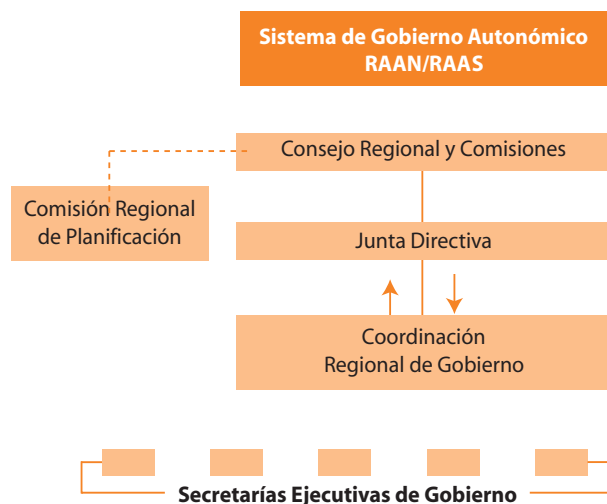 Sistema de Gobierno Autonómico
RAAN/RAAS
Consejo Regional y Comisiones
Comisión Regional
de Planificación
Junta Directiva
Coordinación
Regional de Gobierno
Secretarías Ejecutivas de Gobierno